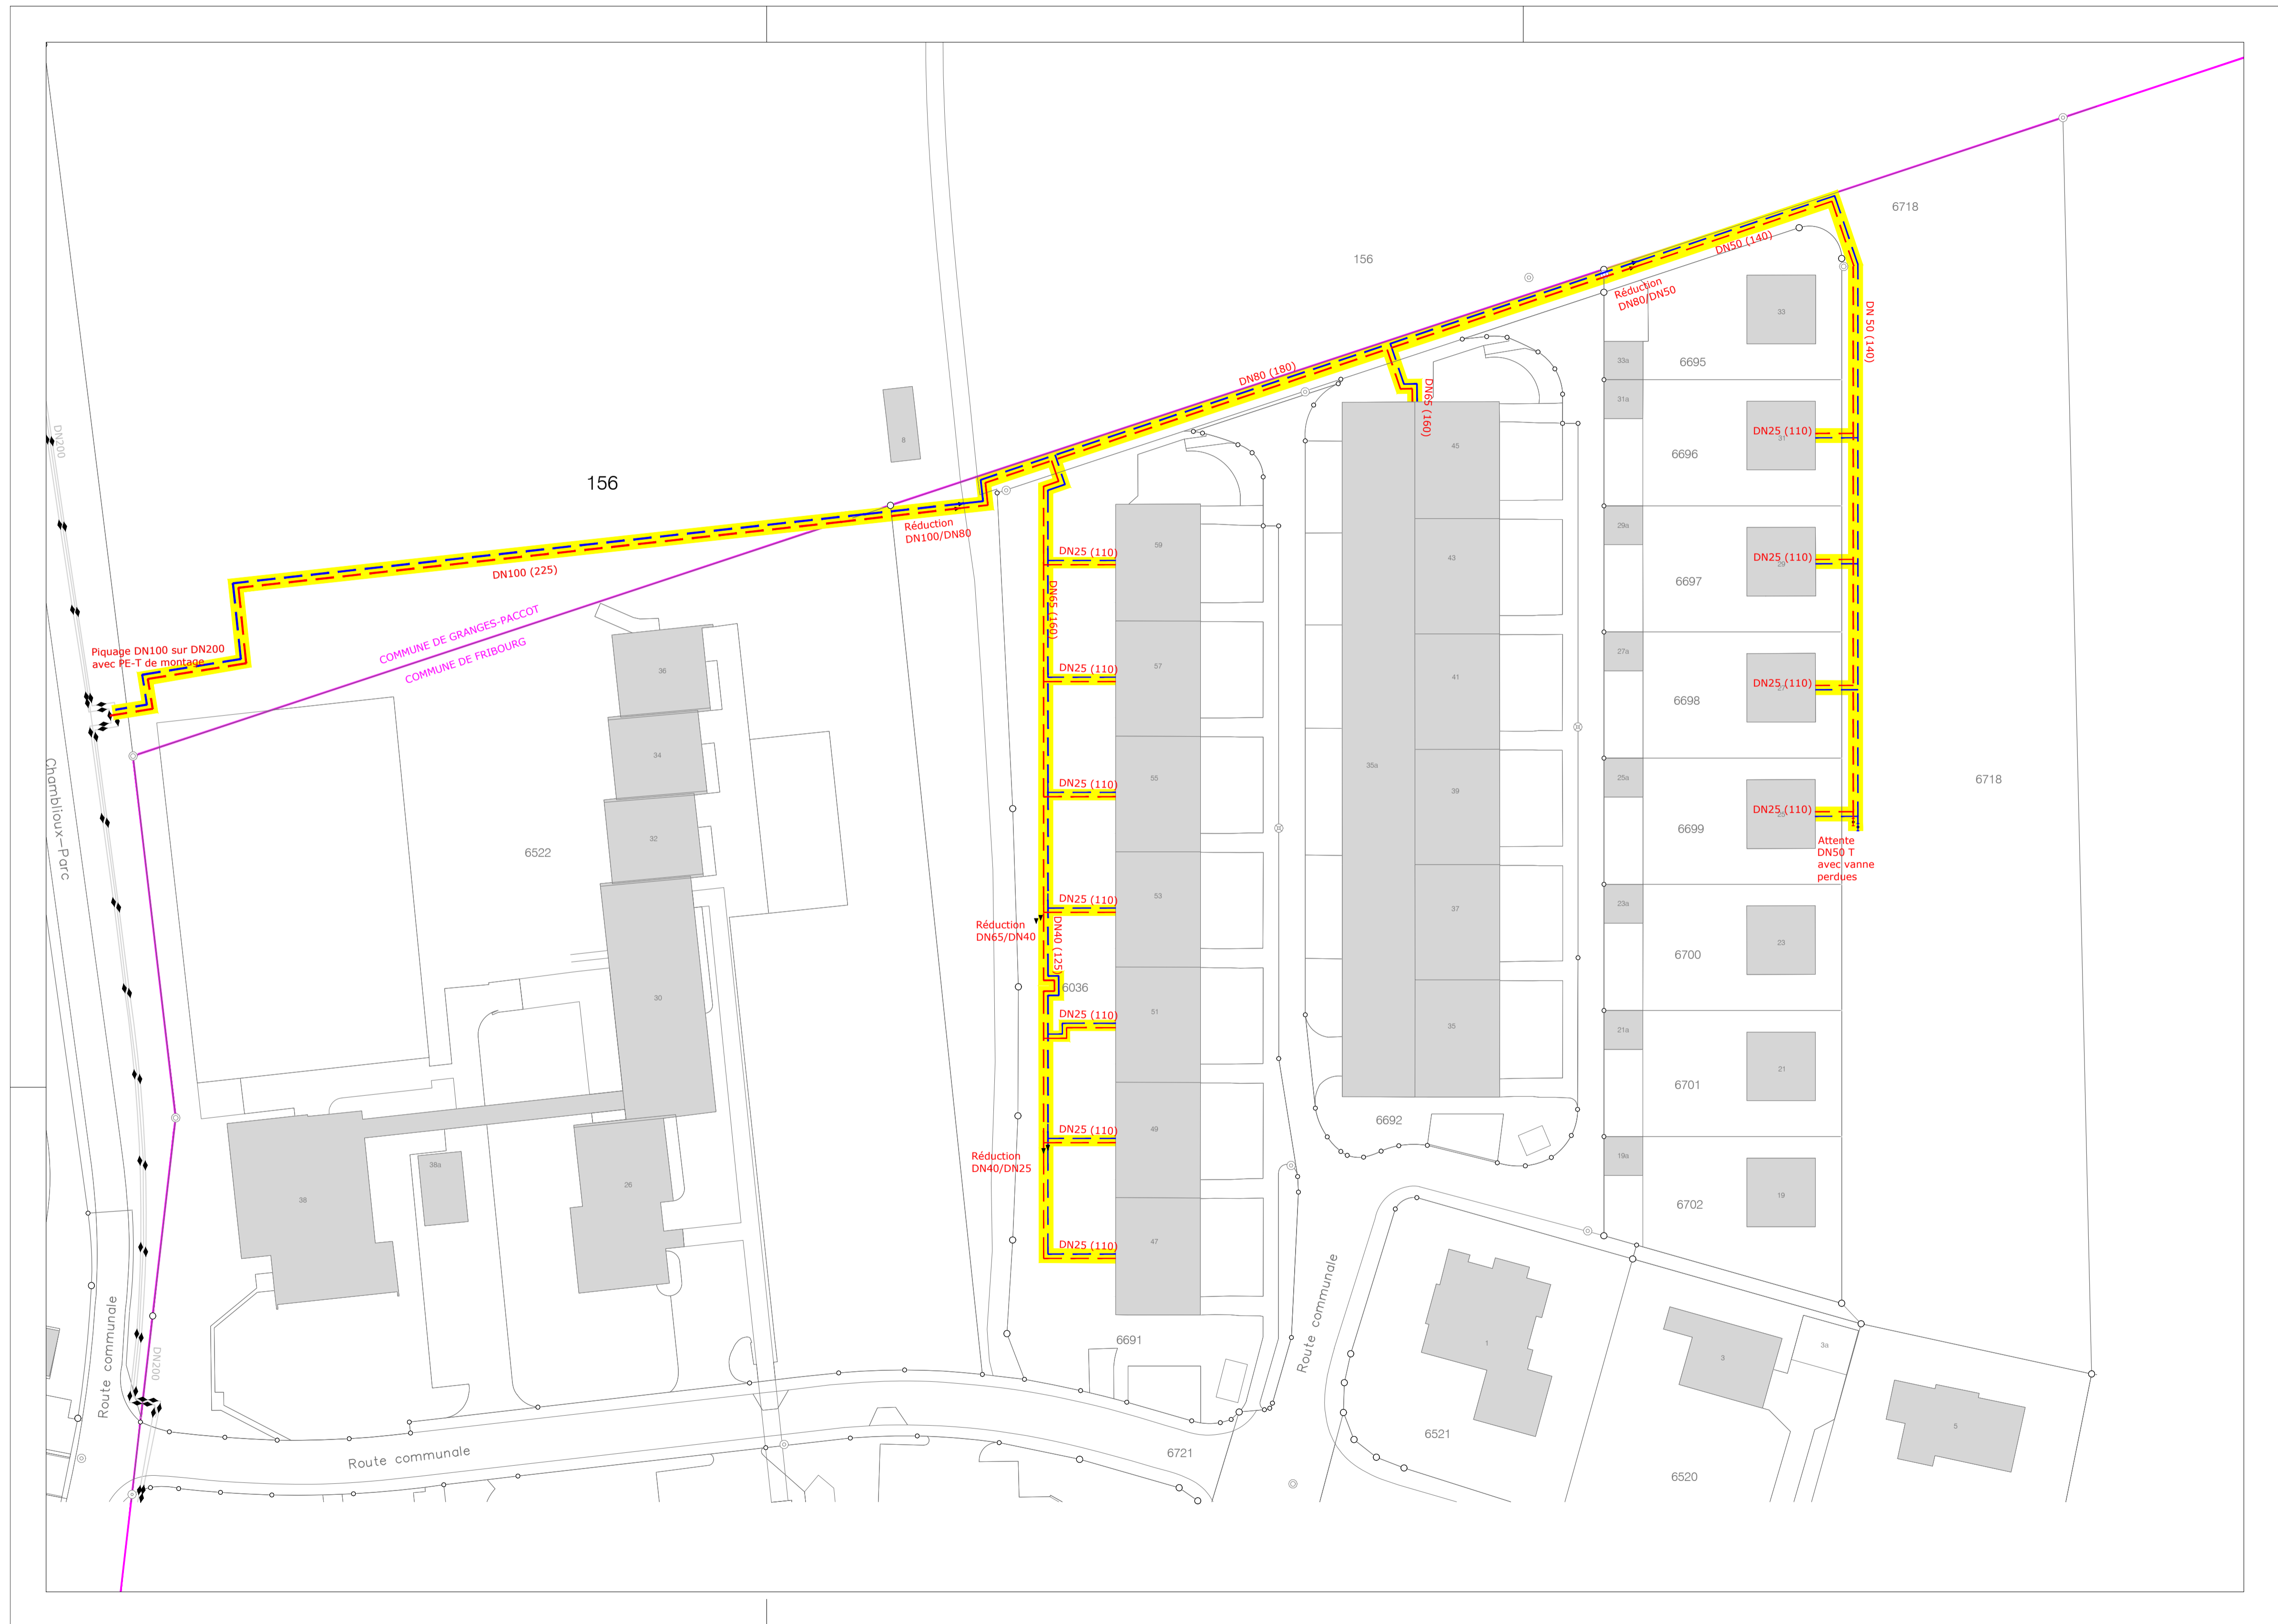 6718
156
DN50 (140)
Réduction
DN80/DN50
33
DN 50 (140)
33a
6695
DN80 (180)
31a
DN65 (160)
DN25 (110)
31
8
45
DN200
6696
156
Réduction
DN100/DN80
29a
59
DN25 (110)
43
DN25 (110)
29
DN100 (225)
6697
DN65 (160)
COMMUNE DE GRANGES-PACCOT
COMMUNE DE FRIBOURG
Piquage DN100 sur DN200
avec PE-T de montage
36
DN25 (110)
57
41
27a
DN25 (110)
27
6698
34
DN25 (110)
55
35a
39
25a
6718
Chamblioux-Parc
DN25 (110)
25
32
6522
6699
Attente
DN50 T
avec vanne
perdues
DN25 (110)
53
37
23a
Réduction
DN65/DN40
DN40 (125)
23
6700
6036
30
DN25 (110)
51
35
21a
21
6701
6692
DN25 (110)
49
Réduction
DN40/DN25
19a
38a
38
26
19
6702
DN25 (110)
47
Route communale
Route communale
6691
1
3
3a
DN200
5
6521
Route communale
6721
6520